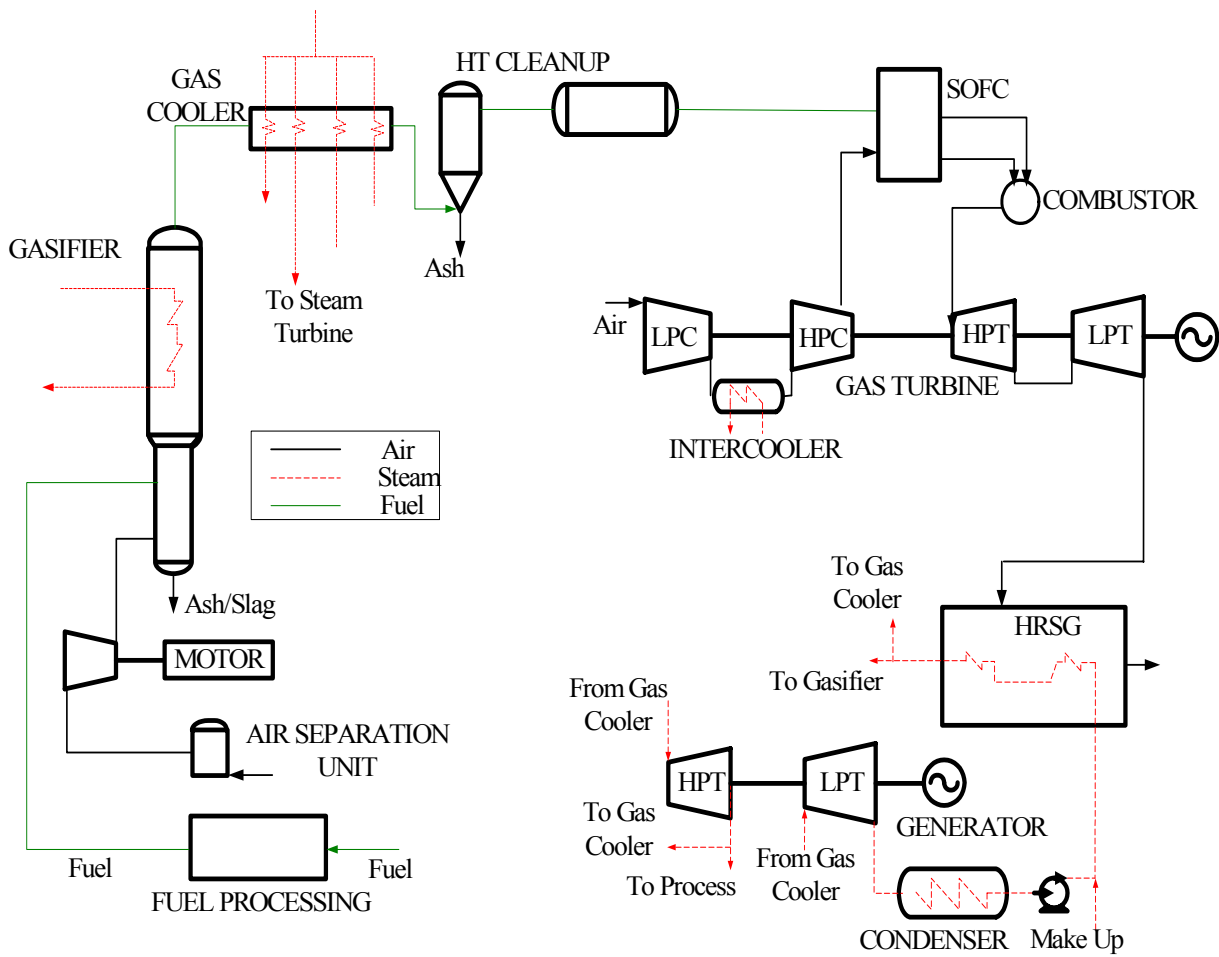 HT CLEANUP
GAS
COOLER
SOFC
COMBUSTOR
GASIFIER
Ash
To Steam
Turbine
Air
LPC
HPC
HPT
LPT
GAS TURBINE
INTERCOOLER
Air
Steam
Fuel
Ash/Slag
MOTOR
AIR SEPARATION
UNIT
Fuel
Fuel
FUEL PROCESSING
To Gas
Cooler
HRSG
To Gasifier
From Gas
Cooler
HPT
LPT
To Gas
Cooler
GENERATOR
From Gas
Cooler
To Process
CONDENSER
Make Up